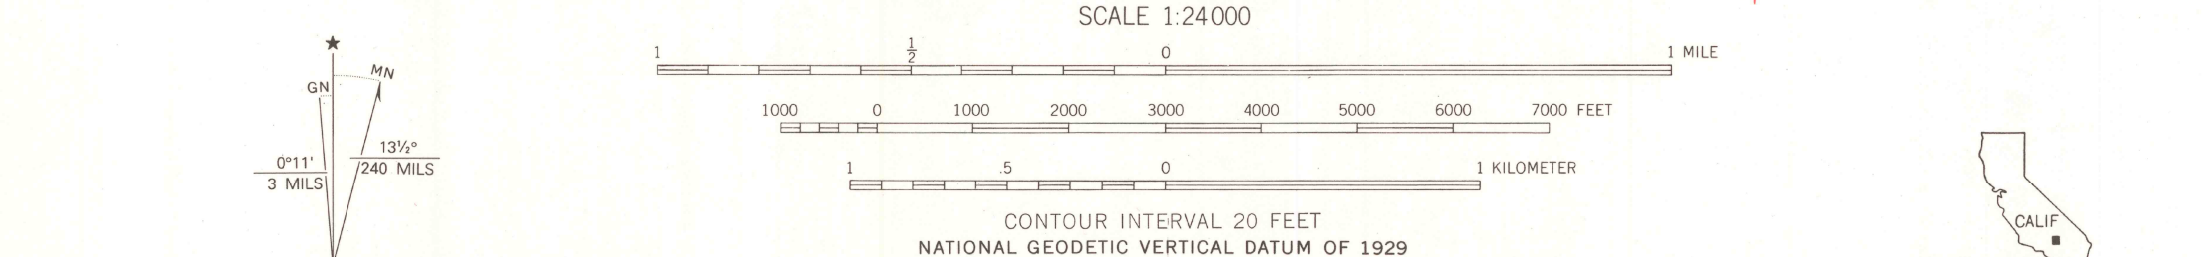 SCALE 1:24000
1 1/2 0 1 MILE
★
MN
GN
1000 0 1000 2000 3000 4000 5000 6000 7000 FEET
13½°
240 MILS
0°11'
3 MILS
1 .5 0 1 KILOMETER
CONTOUR INTERVAL 20 FEET
NATIONAL GEODETIC VERTICAL DATUM OF 1929
CALIF